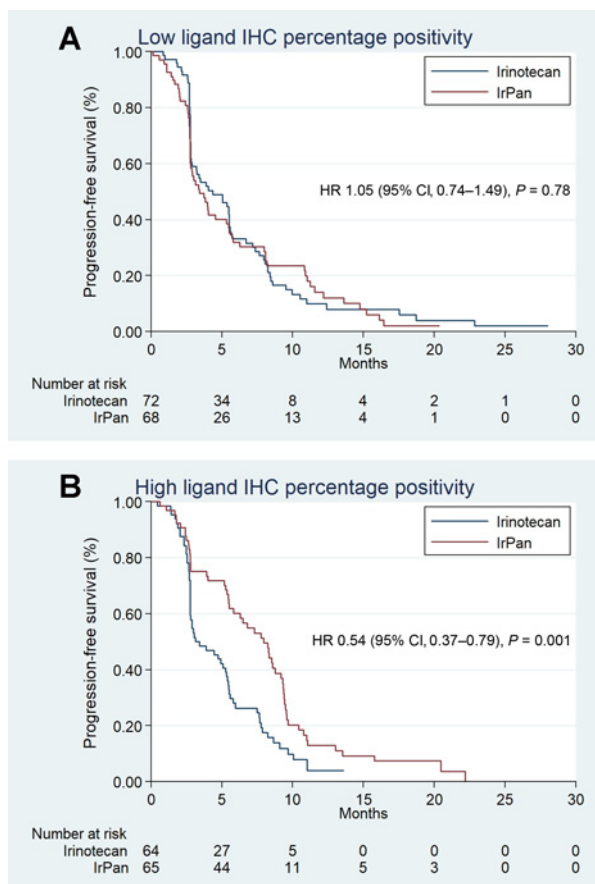 A
Low ligand IHC percentage positivity
Progression-free survival (%)
1.00
0.80
0.60
0.40
0.20
0.00
Irinotecan
IrPan
HR 1.05 (95% CI, 0.74–1.49), P = 0.78
0 5 10 15 20 25 30
Months
Number at risk
Irinotecan 72 34 8 4 2 1 0
IrPan 68 26 13 4 1 0 0
B
High ligand IHC percentage positivity
Progression-free survival (%)
1.00
0.80
0.60
0.40
0.20
0.00
Irinotecan
IrPan
HR 0.54 (95% CI, 0.37–0.79), P = 0.001
0 5 10 15 20 25 30
Months
Number at risk
Irinotecan 64 27 5 0 0 0 0
IrPan 65 44 11 5 3 0 0